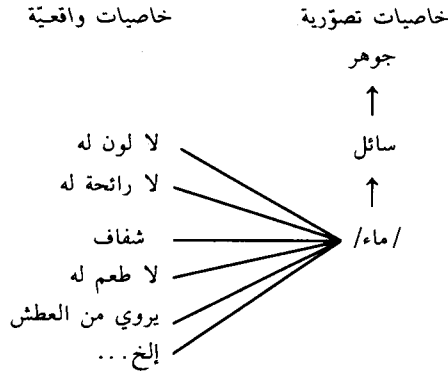 خاصيات تصوّرية
خاصيات واقعيّة
جوهر
سائل
/ماء/
لا لون له
لا رائحة له
شفاف
لا طعم له
يروي من العطش
إلخ...